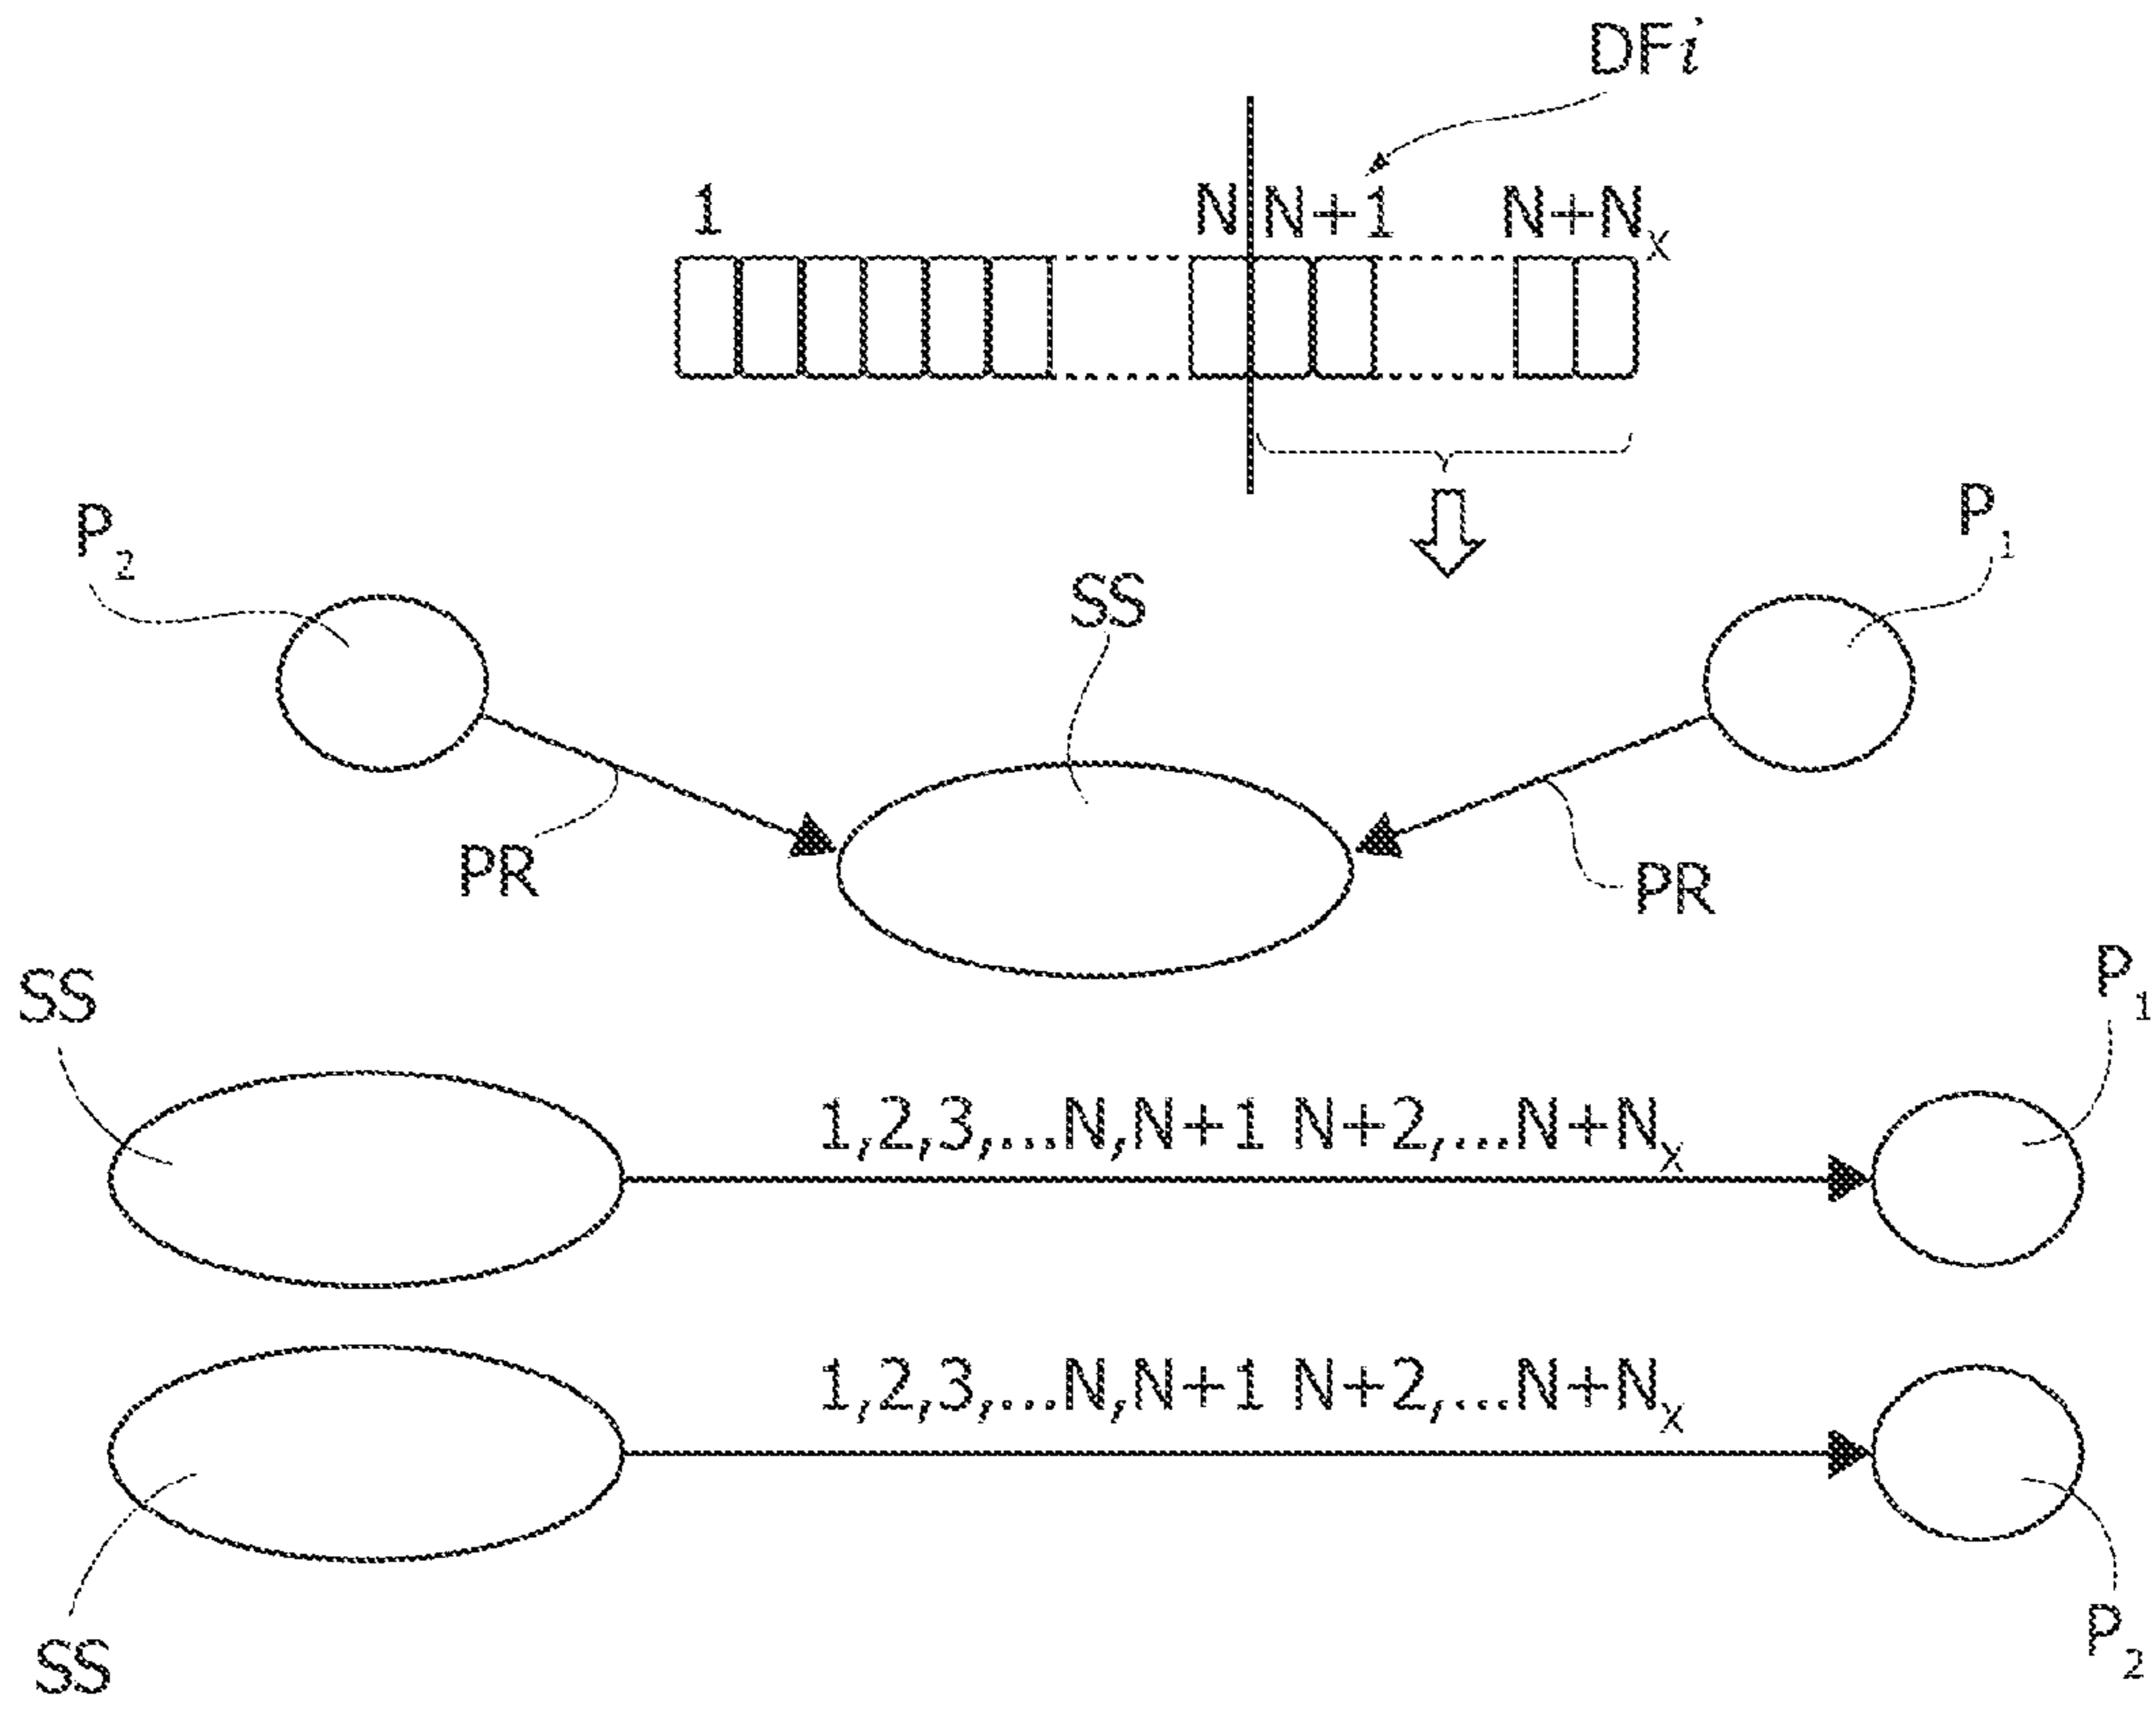 DFi
1 N N+1 N+Nx
P2 P1
SS
PR PR
SS P1
1,2,3,...N,N+1 N+2,...N+Nx
1,2,3,...N,N+1 N+2,...N+Nx
SS P2